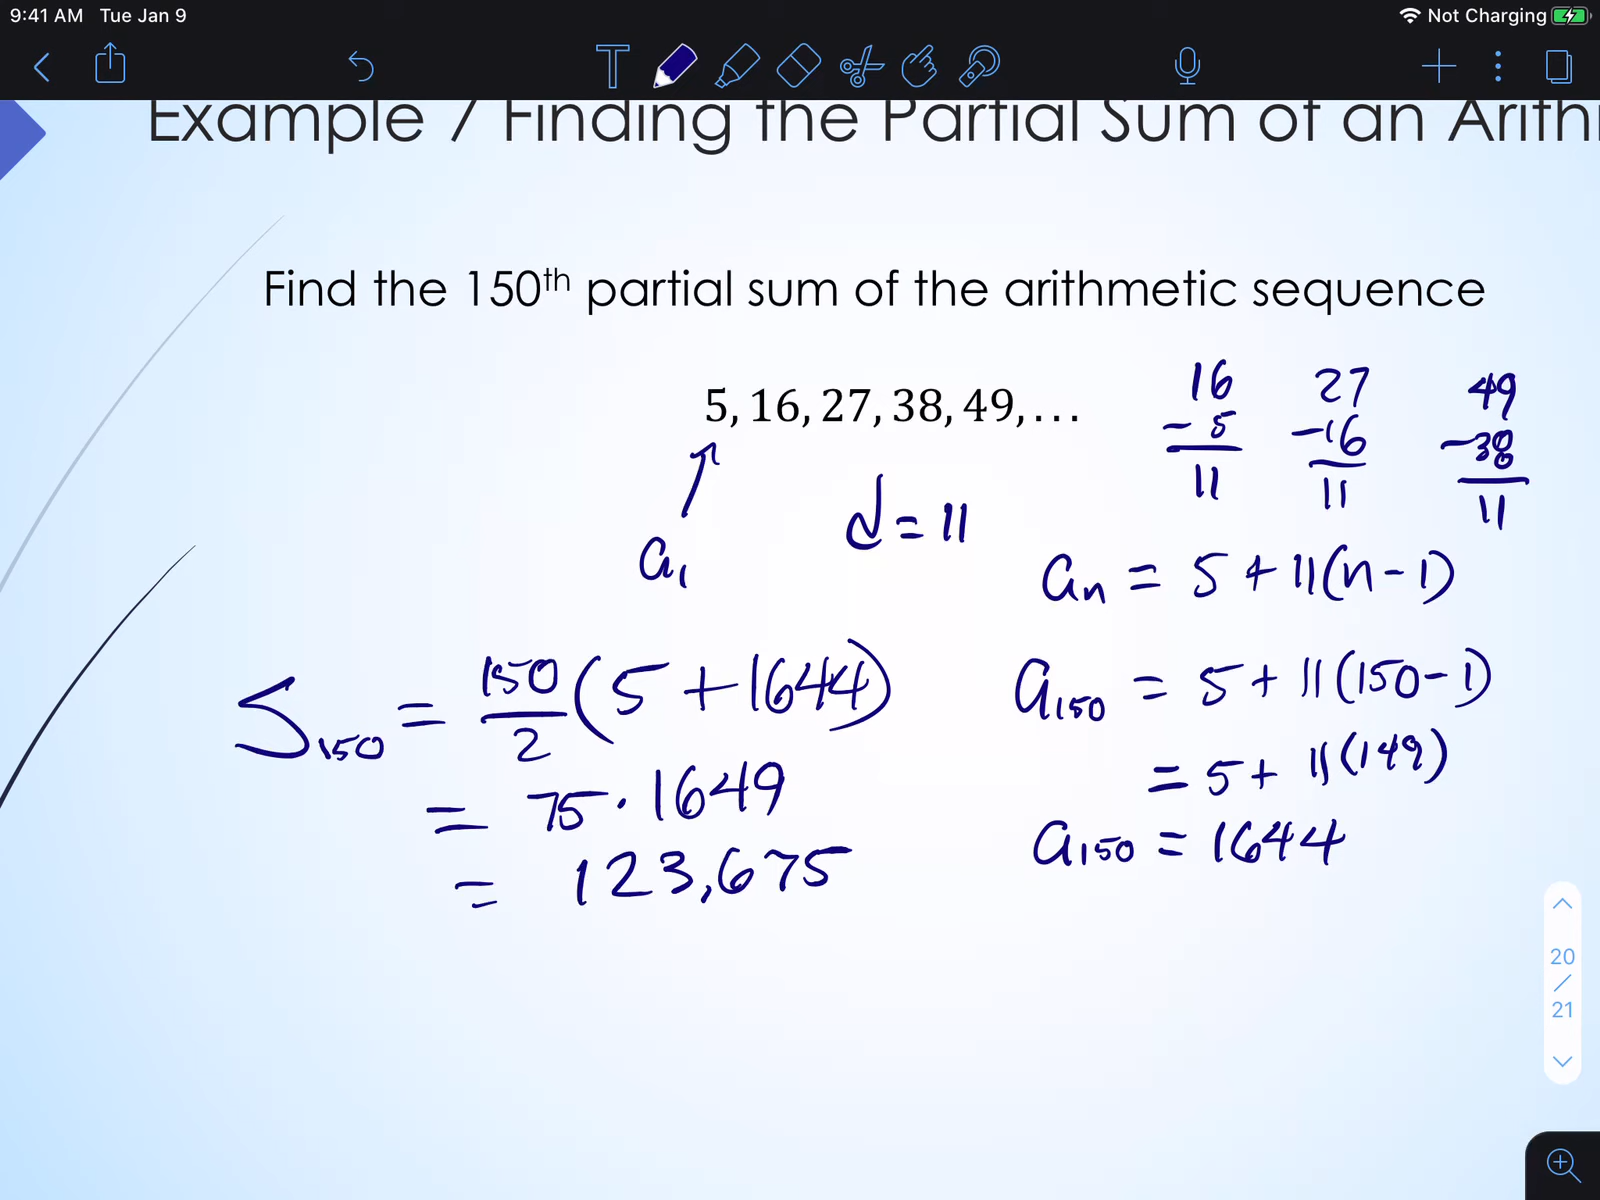 9:41 AM Tue Jan 9
Not Charging
Example 7 Finding the Partial Sum of an Arith
Find the 150th partial sum of the arithmetic sequence
5, 16, 27, 38, 49, ...
16
- 5
11
27
-16
11
49
-38
11
a1
d = 11
an = 5 + 11(n - 1)
a150 = 5 + 11(150 - 1)
= 5 + 11(149)
a150 = 1644
S150 = 150/2 (5 + 1644)
= 75 · 1649
= 123,675
20
/
21